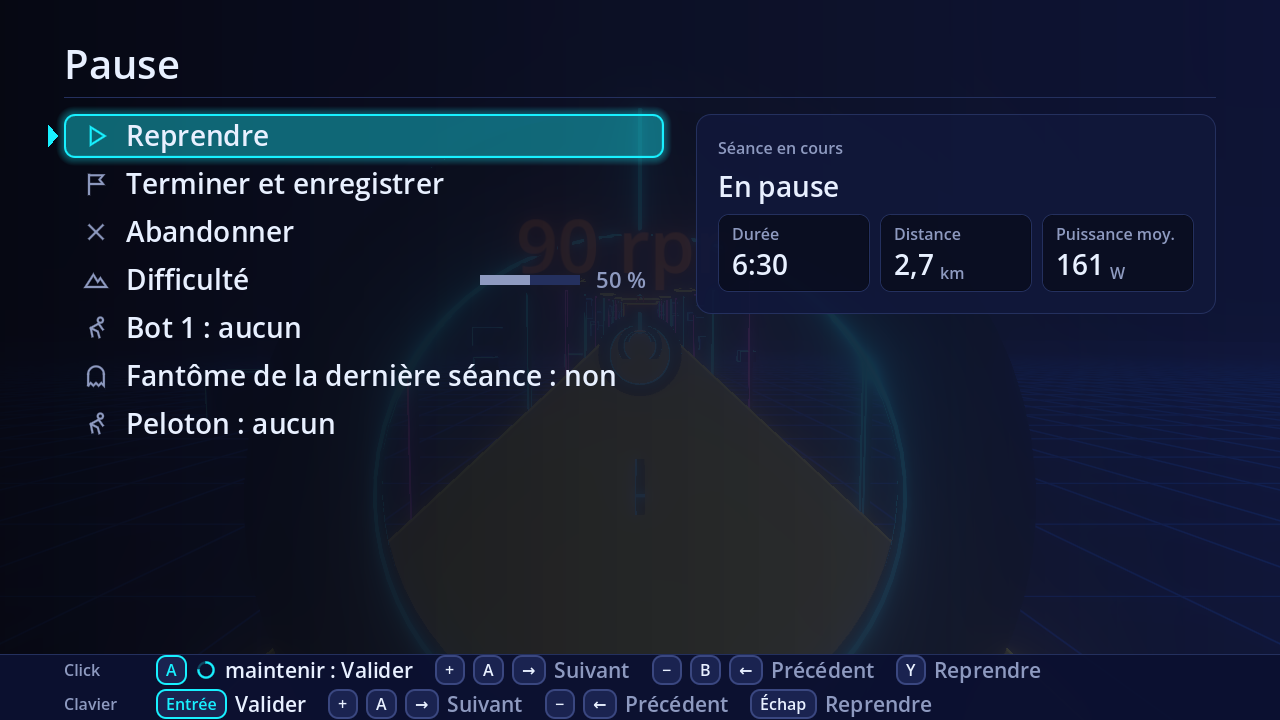 Pause
Reprendre
Terminer et enregistrer
Abandonner
Difficulté 50 %
Bot 1 : aucun
Fantôme de la dernière séance : non
Peloton : aucun
90 rp
Séance en cours
En pause
Durée Distance Puissance moy.
6:30 2,7 km 161 W
Click A maintenir : Valider + A → Suivant − B ← Précédent Y Reprendre
Clavier Entrée Valider + A → Suivant − ← Précédent Échap Reprendre